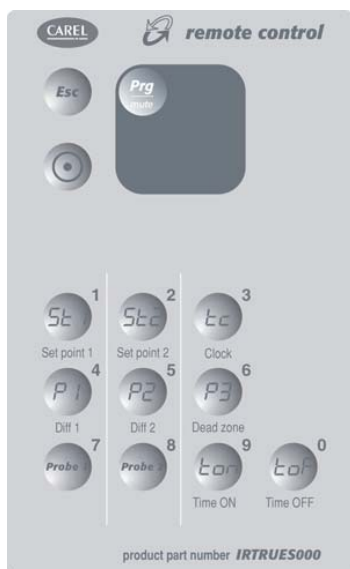 CAREL remote control
Esc
Prg
mute
1 2 3
St1 St2 tc
Set point 1 Set point 2 Clock
4 5 6
P1 P2 P3
Diff 1 Diff 2 Dead zone
7 8 9 0
Probe 1 Probe 2 ton toF
Time ON Time OFF
product part number IRTRUES000